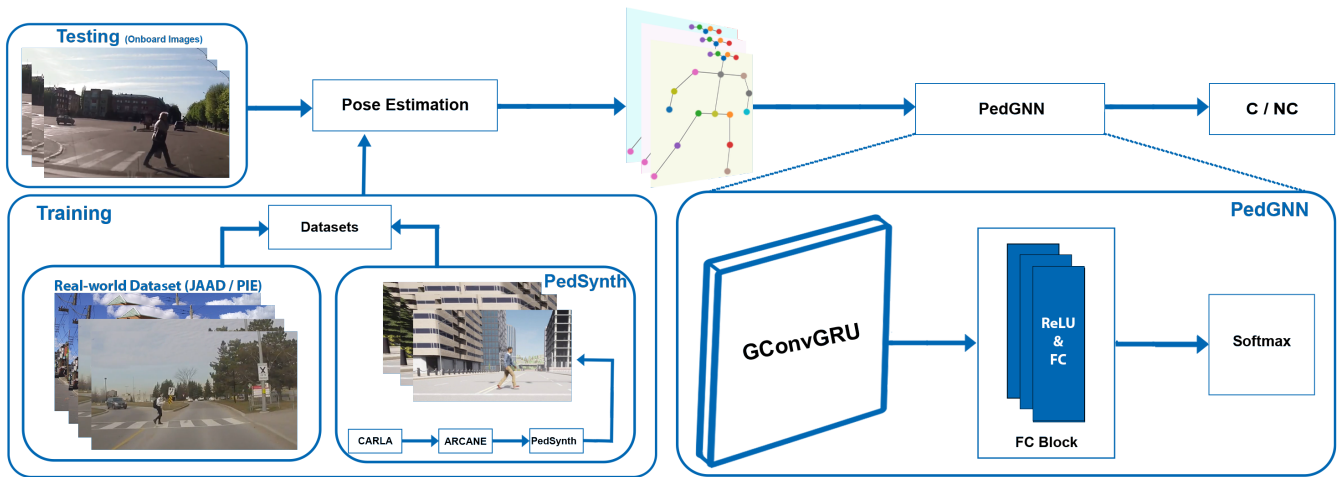 Testing (Onboard Images)
Pose Estimation
PedGNN
C / NC
Training
Datasets
Real-world Dataset (JAAD / PIE)
PedSynth
CARLA
ARCANE
PedSynth
PedGNN
GConvGRU
ReLU
&
FC
FC Block
Softmax